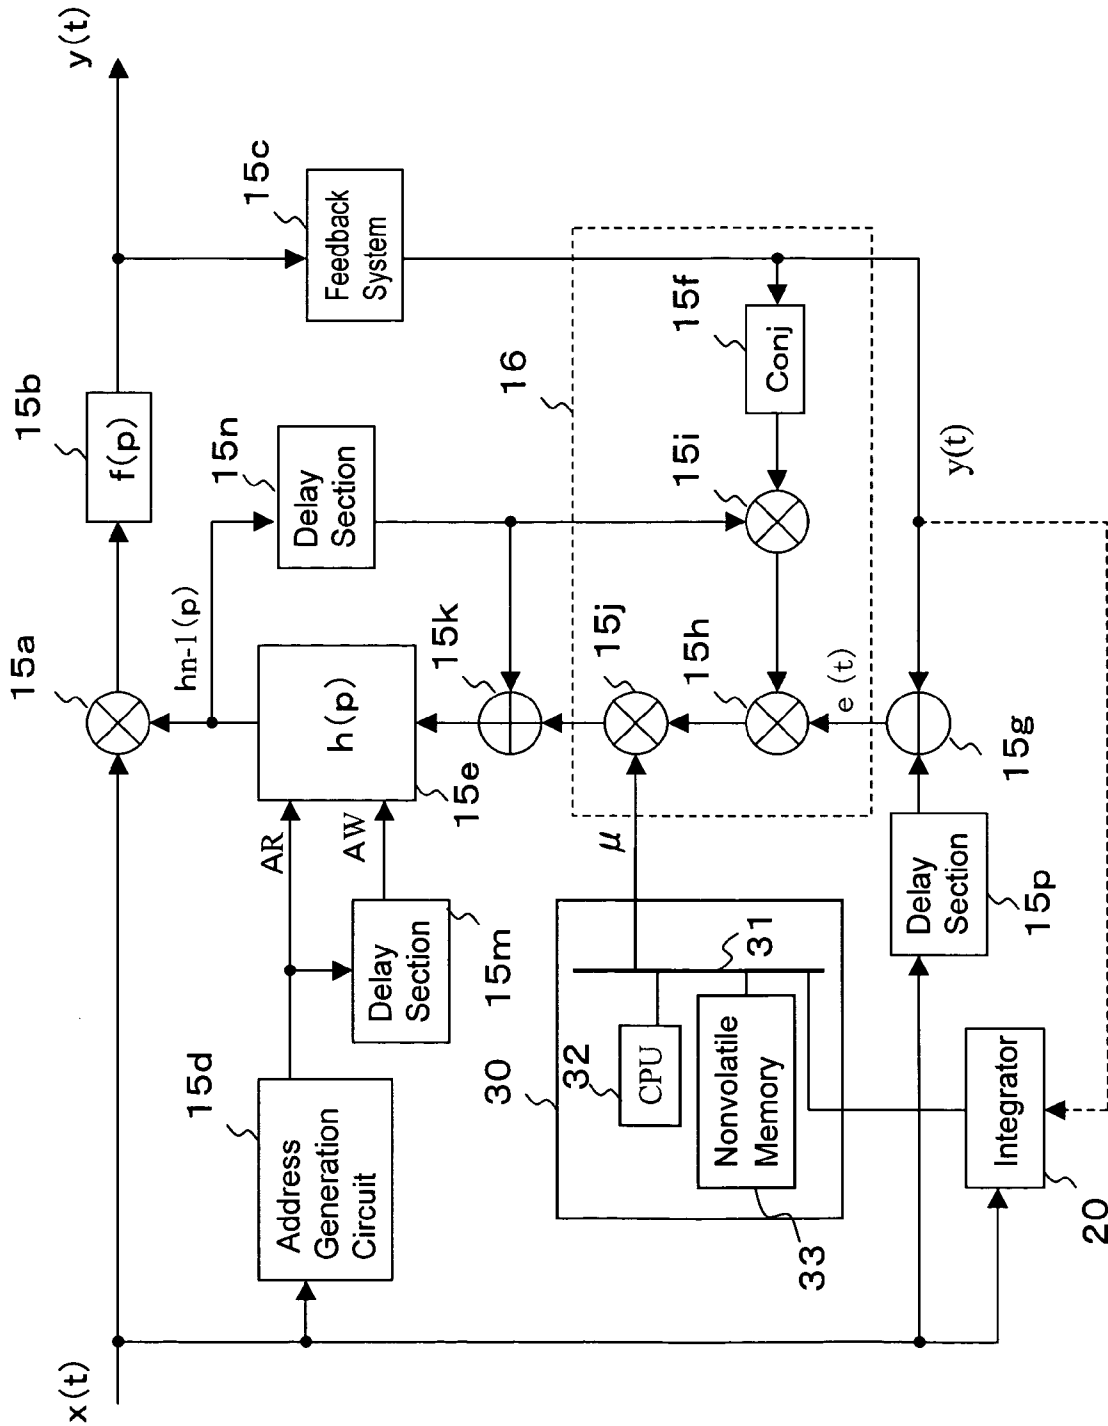 x(t)
y(t)
15a
15b
f(p)
hn-1(p)
15n
Delay
Section
15c
Feedback
System
15d
Address
Generation
Circuit
AR
AW
h(p)
15e
Delay
Section
15m
15k
16
15j
μ
15h
15i
15f
Conj
e (t)
15g
y(t)
30
31
32
CPU
Nonvolatile
Memory
33
Delay
Section
15p
Integrator
20